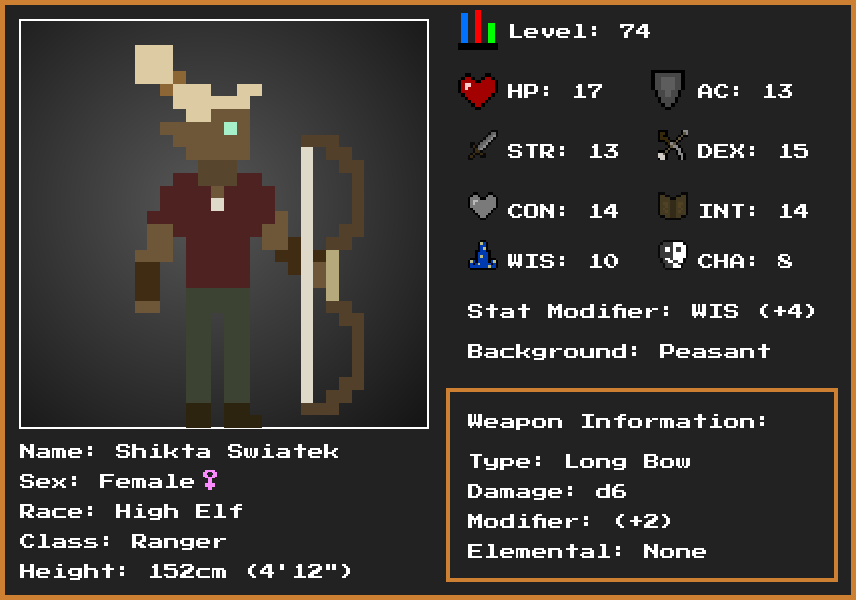 Level: 74
HP: 17
AC: 13
STR: 13
DEX: 15
CON: 14
INT: 14
WIS: 10
CHA: 8
Stat Modifier: WIS (+4)
Background: Peasant
Weapon Information:
Type: Long Bow
Damage: d6
Modifier: (+2)
Elemental: None
Name: Shikta Swiatek
Sex: Female♀
Race: High Elf
Class: Ranger
Height: 152cm (4'12")